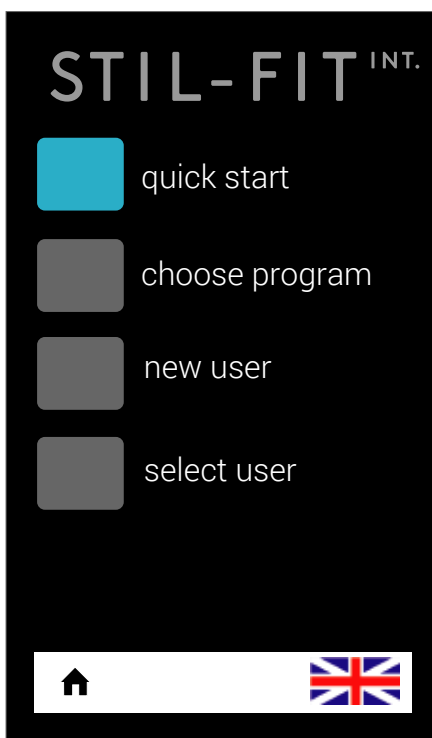 STIL-FIT INT.
quick start
choose program
new user
select user